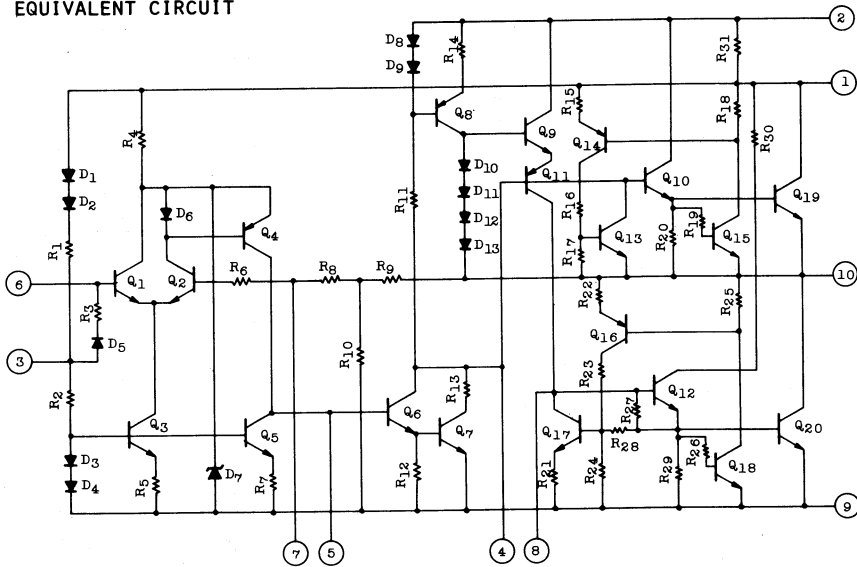 EQUIVALENT CIRCUIT
D8
R14
2
D9
R31
1
R4
Q8
R15
R18
R30
Q9
Q14
D1
D10
Q11
Q10
Q19
D2
D6
Q4
R11
D11
R16
D12
Q13
R20
R19
Q15
R1
D13
R17
6
Q1
Q2
R6
R8
R9
10
R3
R22
R25
D5
Q16
3
R10
R23
R2
R13
Q12
R27
Q3
Q5
Q6
Q7
Q17
R28
Q20
D3
R26
Q18
D4
R5
D7
R7
R12
R21
R24
R29
9
7
5
4
8